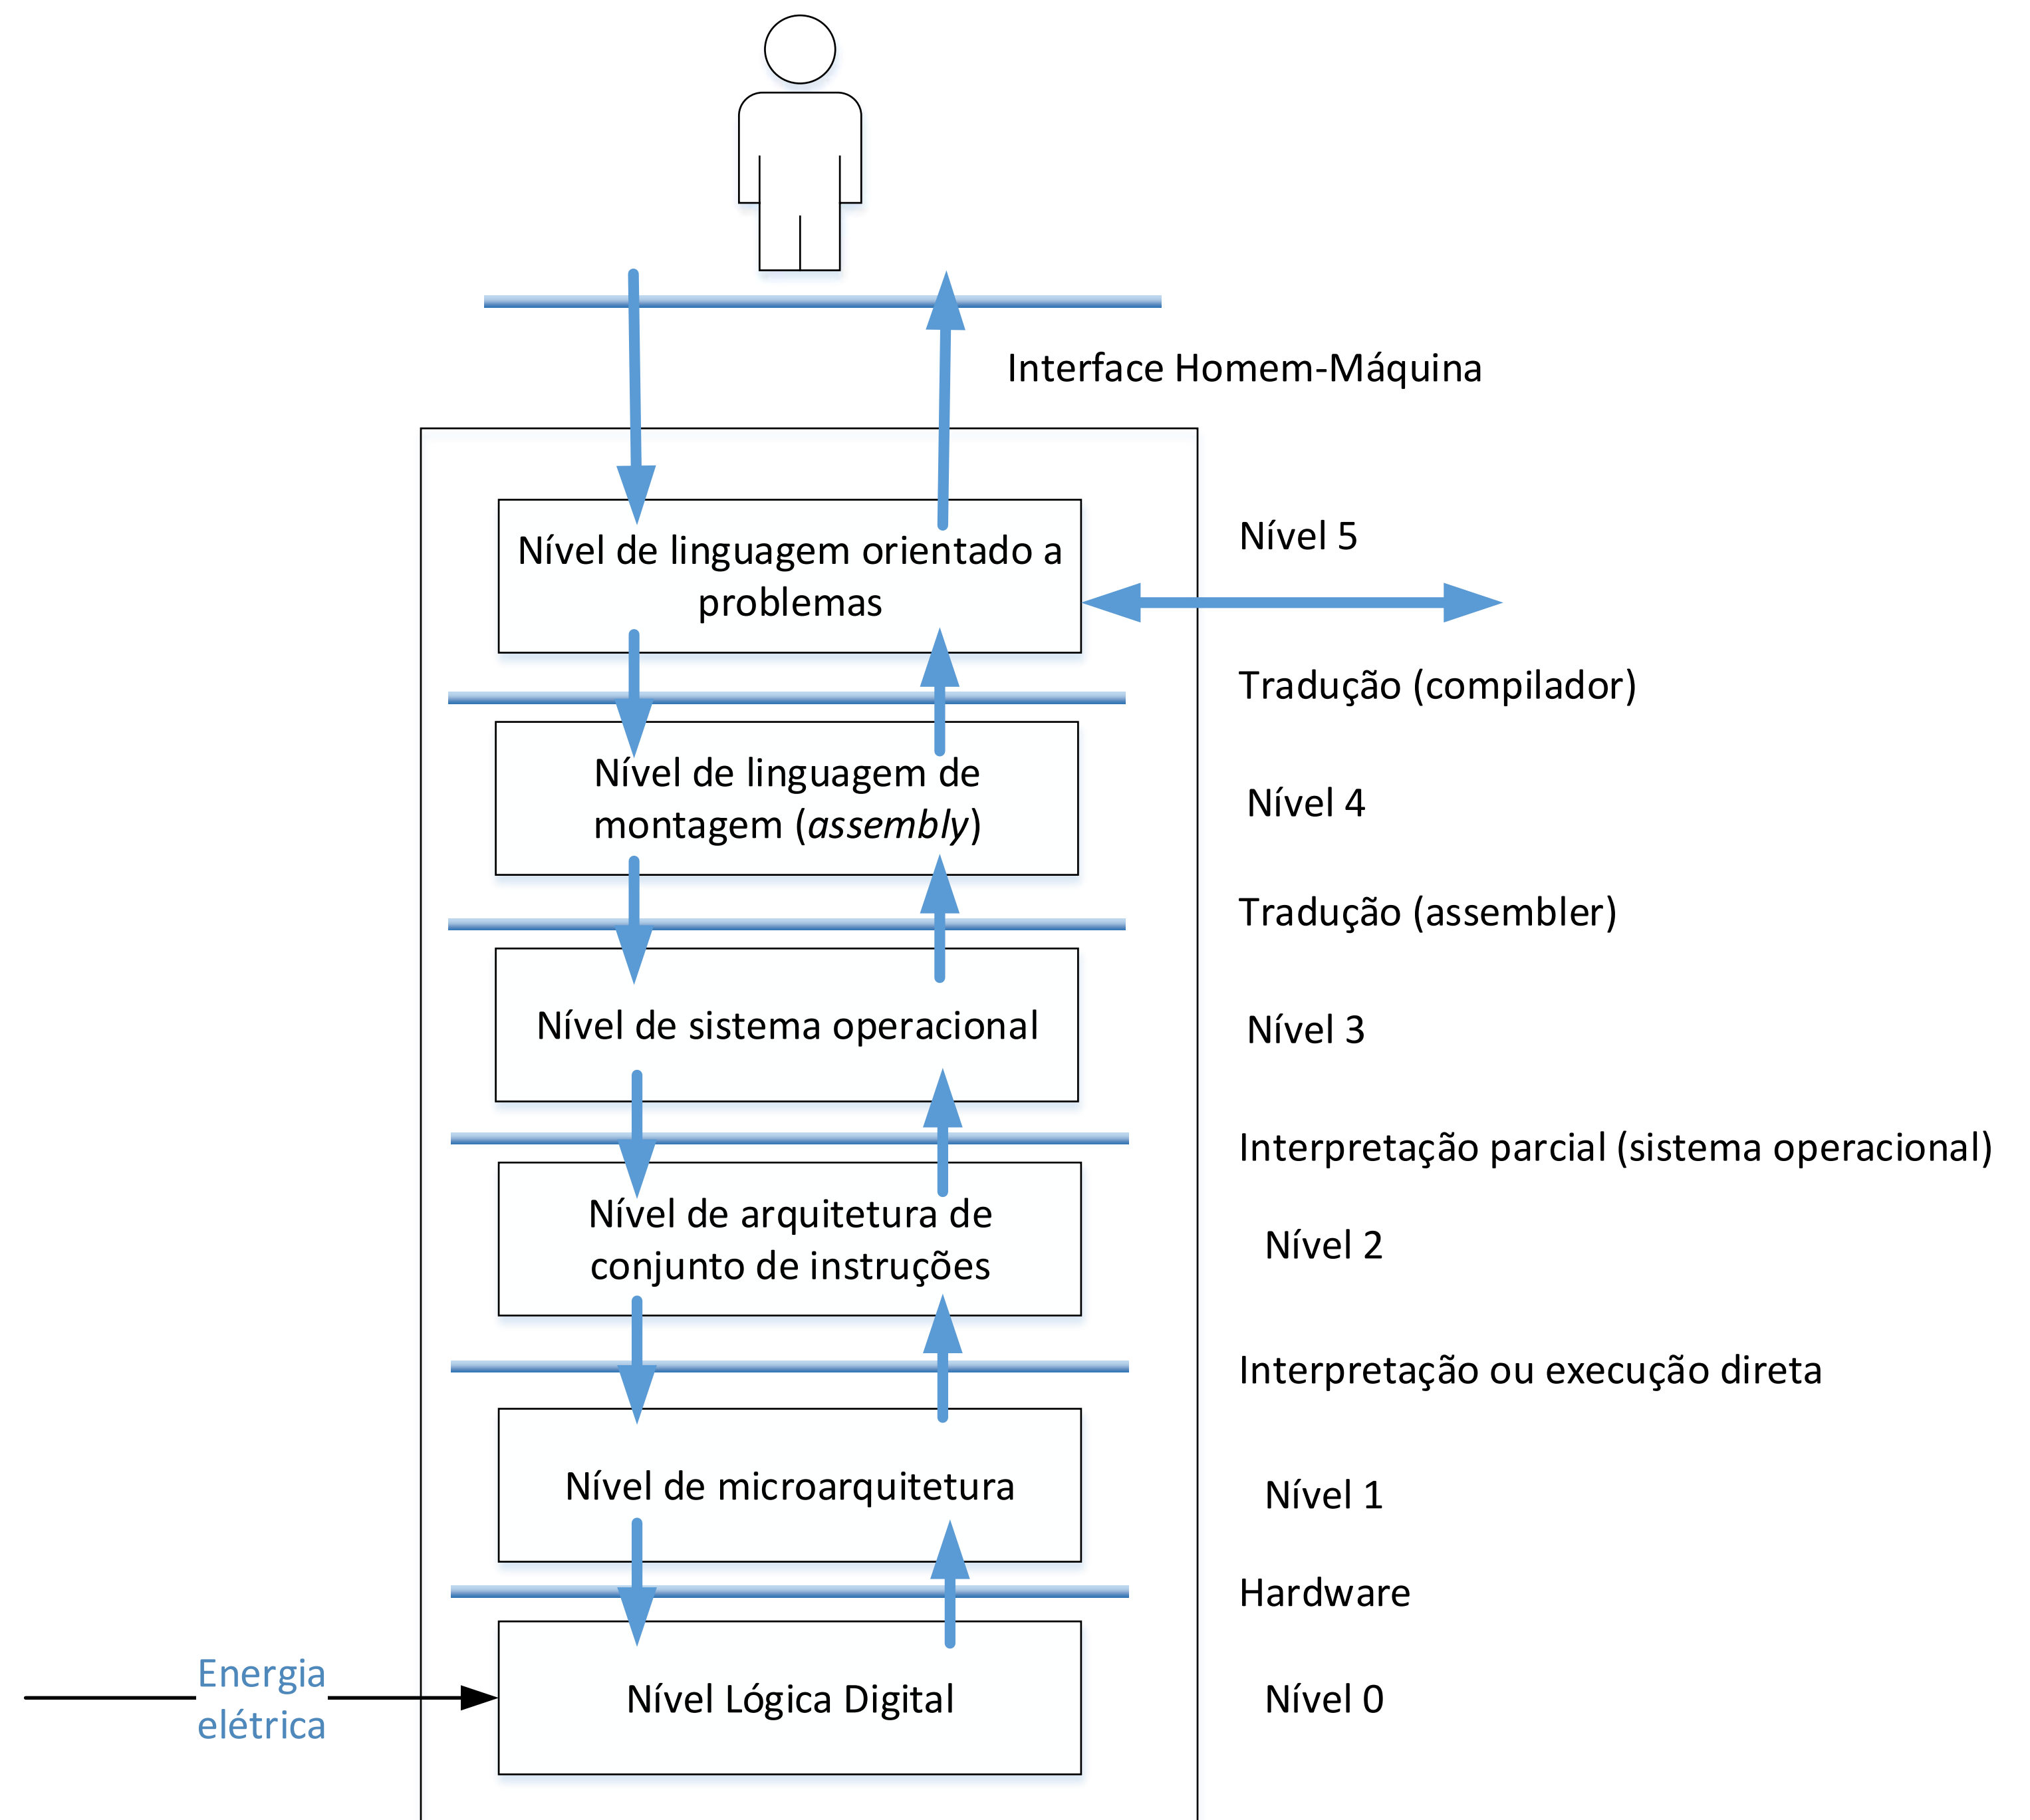 Interface Homem-Máquina
Nível de linguagem orientado a
problemas
Nível 5
Tradução (compilador)
Nível de linguagem de
montagem (assembly)
Nível 4
Tradução (assembler)
Nível de sistema operacional
Nível 3
Interpretação parcial (sistema operacional)
Nível de arquitetura de
conjunto de instruções
Nível 2
Interpretação ou execução direta
Nível de microarquitetura
Nível 1
Hardware
Energia
elétrica
Nível Lógica Digital
Nível 0